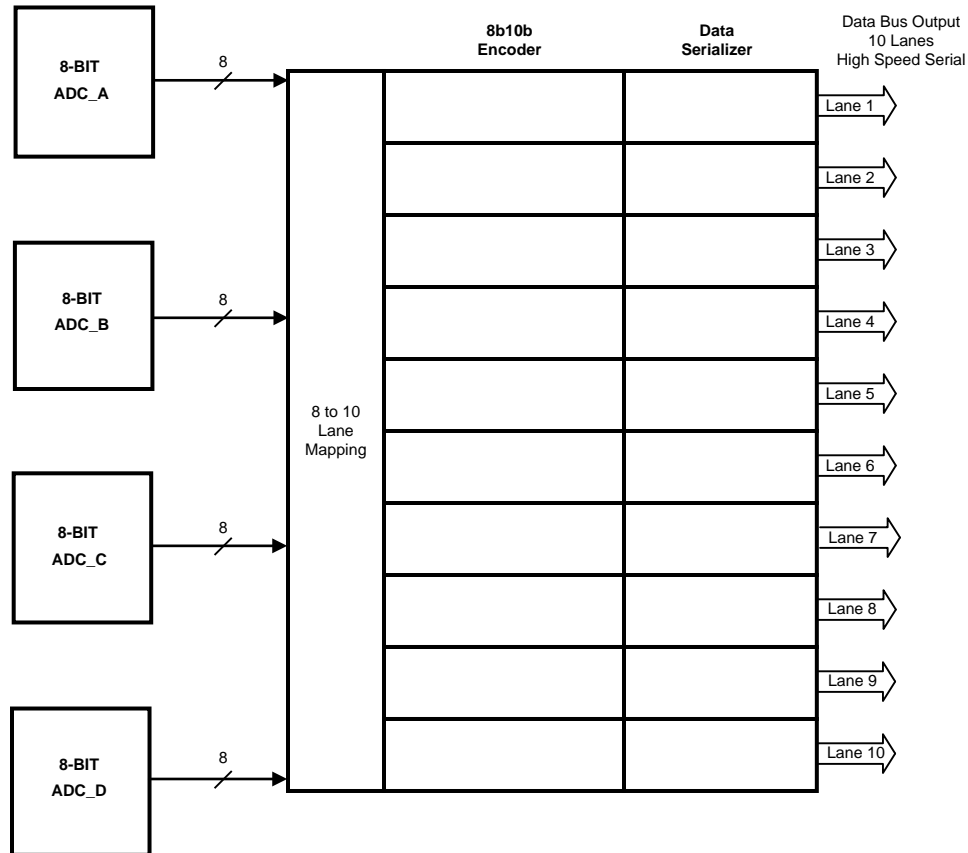 8b10b
Encoder
Data
Serializer
Data Bus Output
10 Lanes
High Speed Serial
8-BIT
ADC_A
8
Lane 1
Lane 2
Lane 3
8-BIT
ADC_B
8
Lane 4
Lane 5
8 to 10
Lane
Mapping
Lane 6
8-BIT
ADC_C
8
Lane 7
Lane 8
Lane 9
8-BIT
ADC_D
8
Lane 10